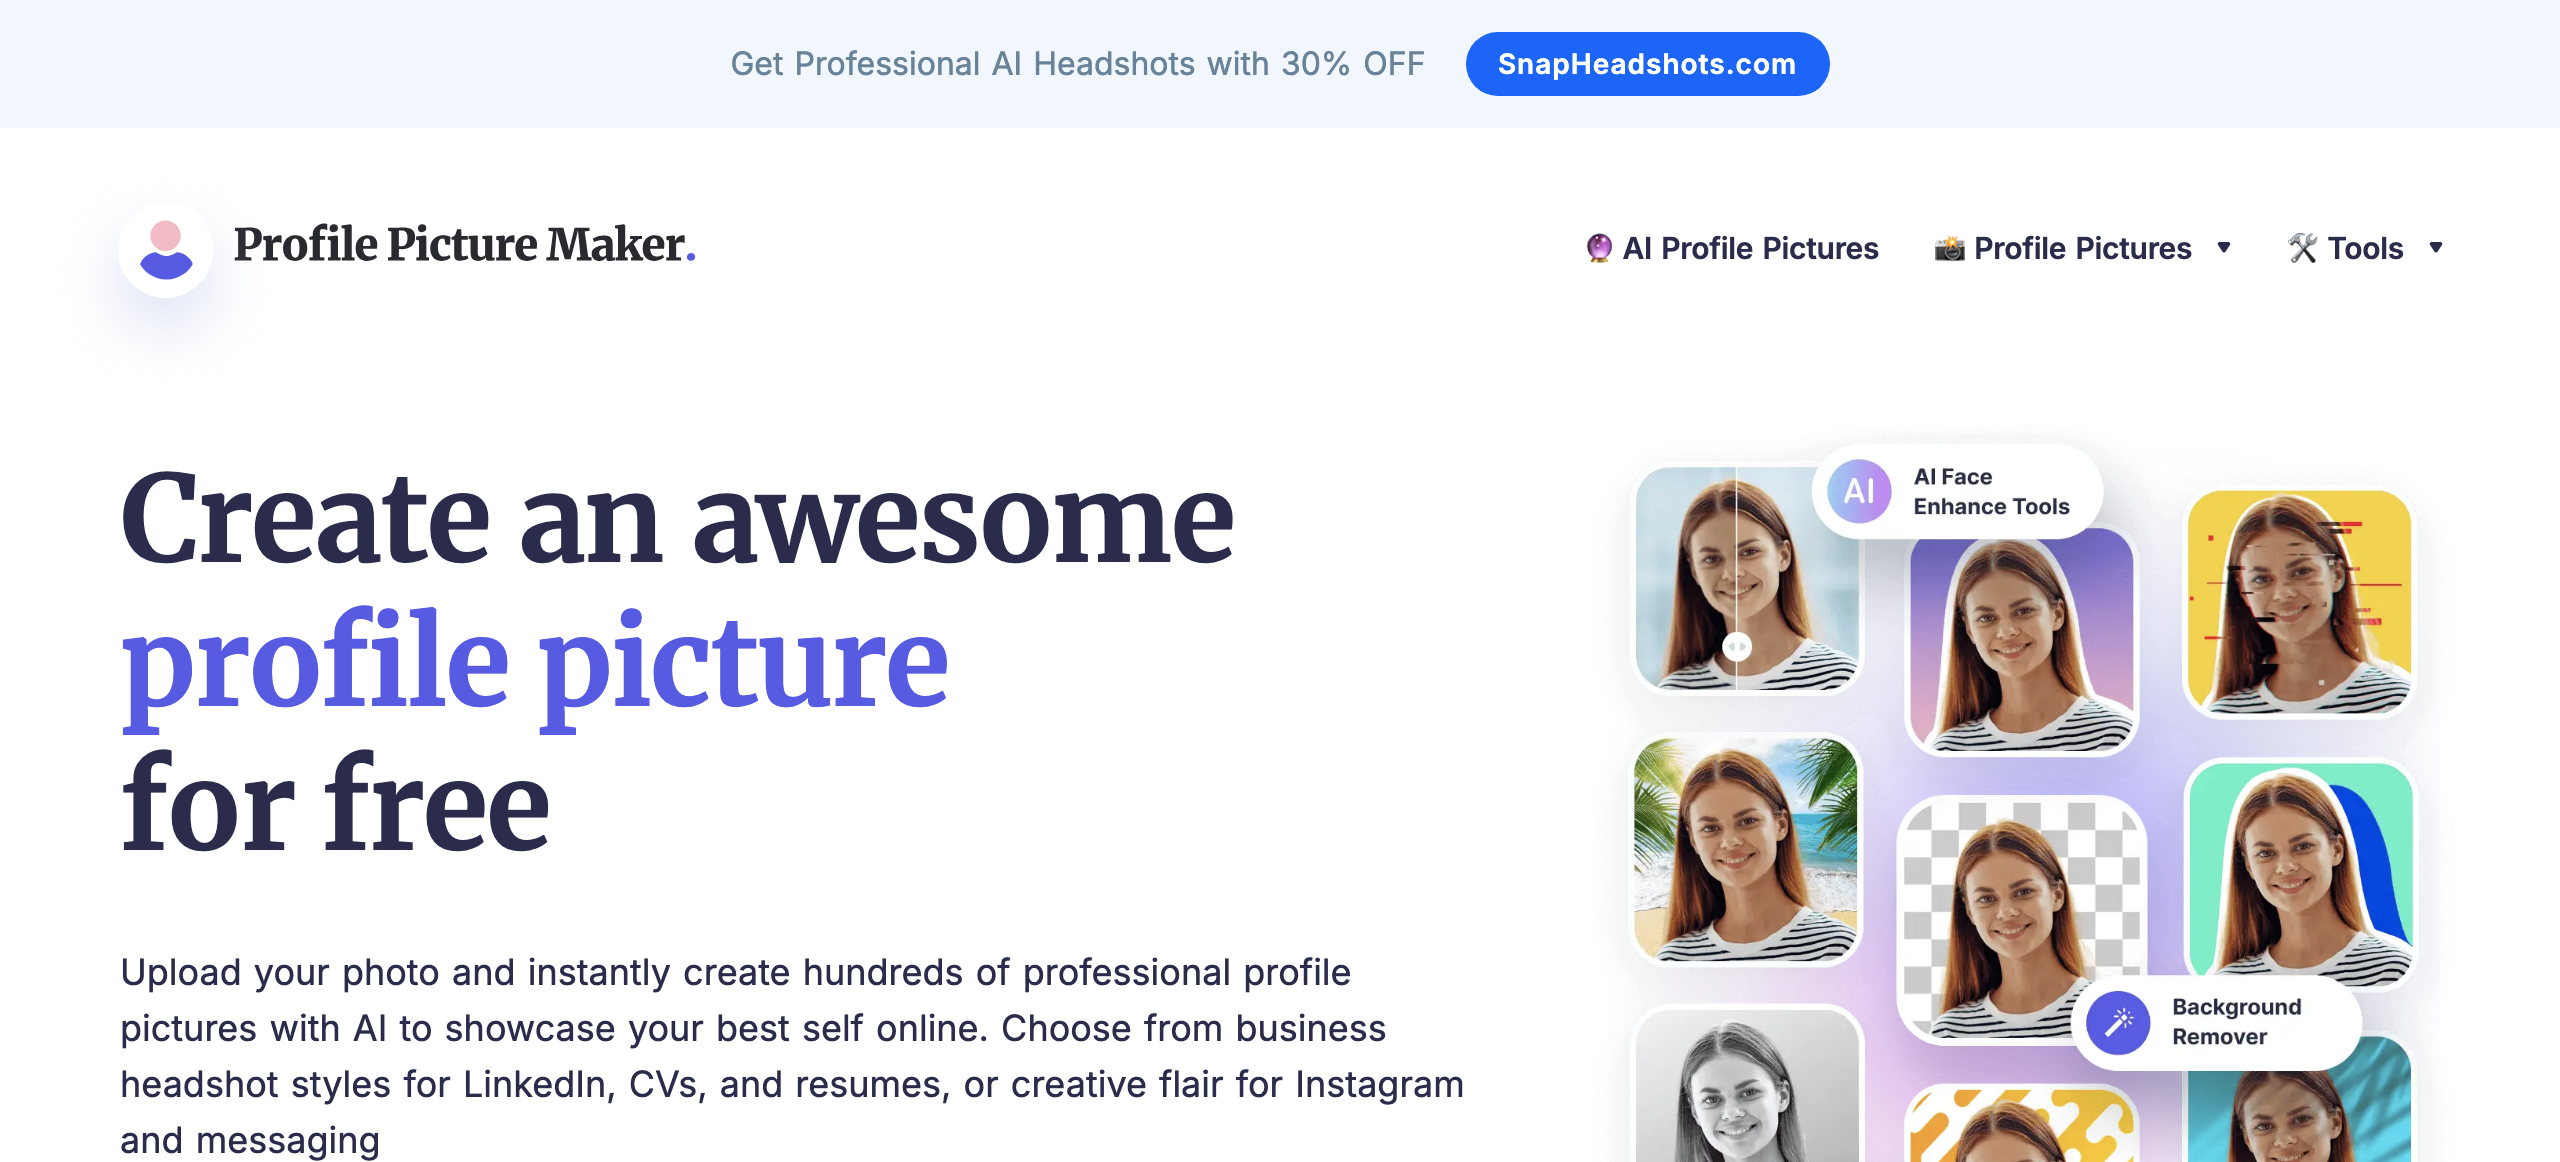 Get Professional AI Headshots with 30% OFF SnapHeadshots.com
Profile Picture Maker.
AI Profile Pictures
Profile Pictures
Tools
Create an awesome
profile picture
for free
Upload your photo and instantly create hundreds of professional profile
pictures with AI to showcase your best self online. Choose from business
headshot styles for LinkedIn, CVs, and resumes, or creative flair for Instagram
and messaging
AI
AI Face
Enhance Tools
Background
Remover